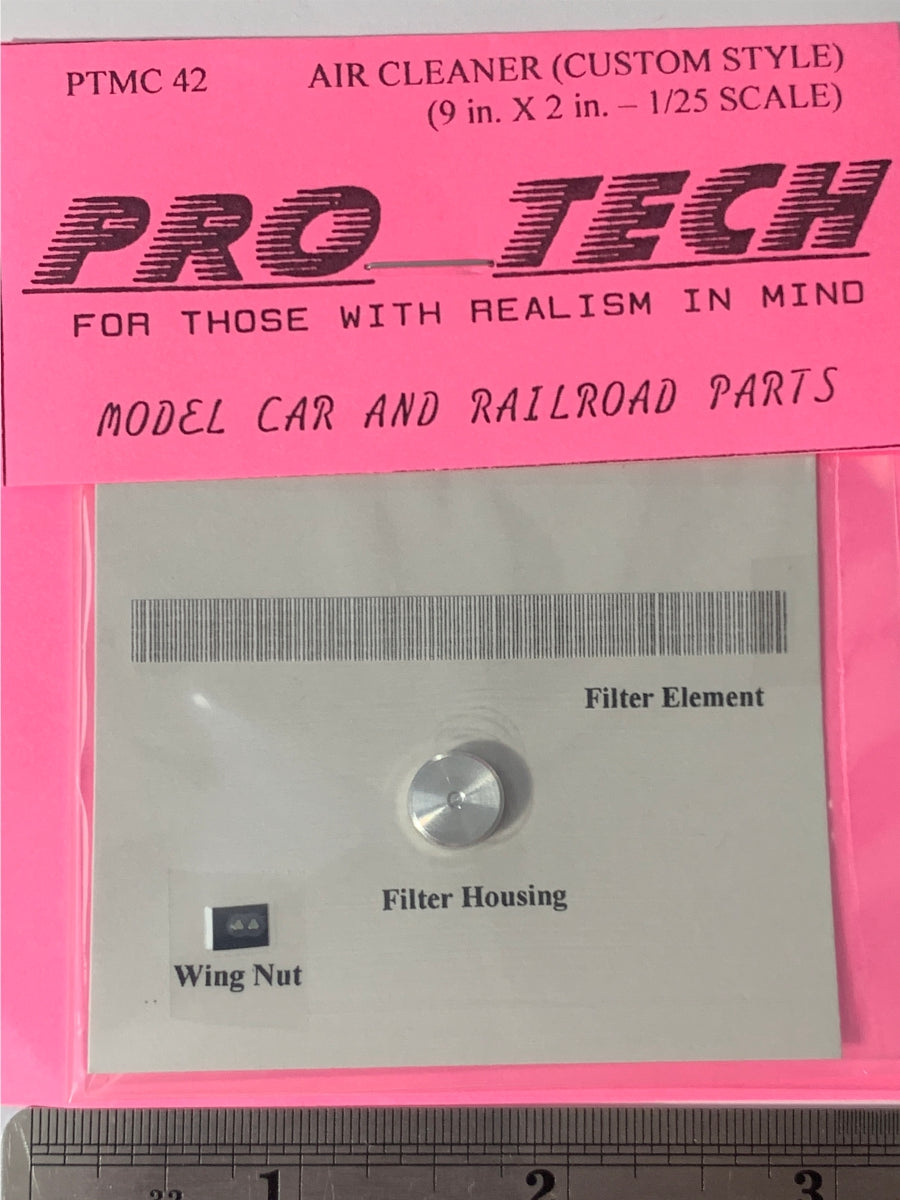 PTMC 42 AIR CLEANER (CUSTOM STYLE)
(9 in. X 2 in. – 1/25 SCALE)
PRO TECH
FOR THOSE WITH REALISM IN MIND
MODEL CAR AND RAILROAD PARTS
Filter Element
Filter Housing
Wing Nut
1 2 3